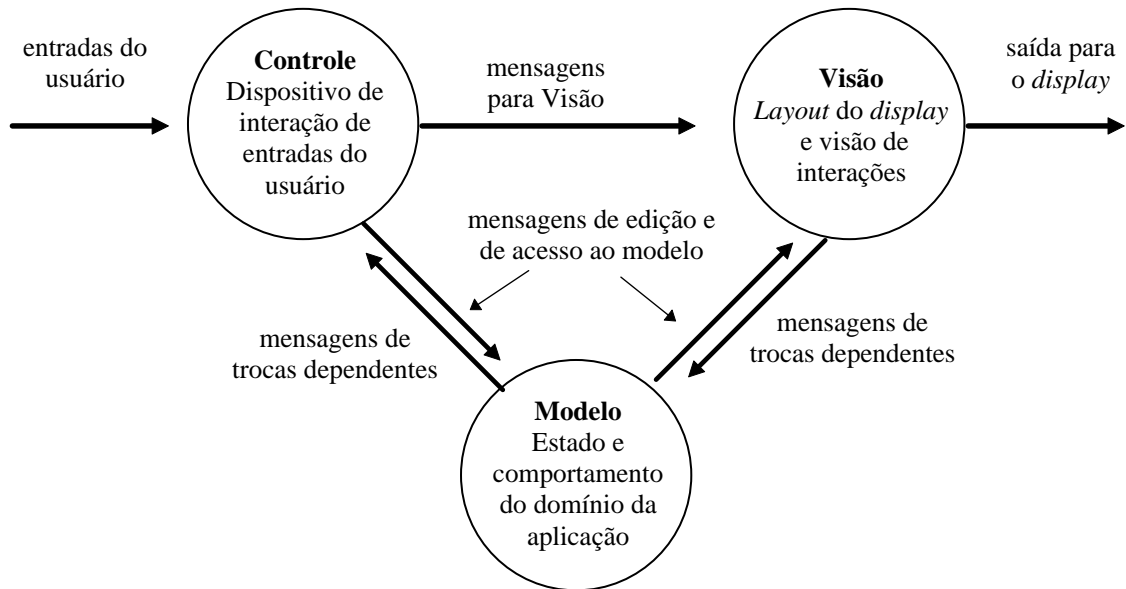 entradas do
usuário
Controle
Dispositivo de
interação de
entradas do
usuário
mensagens
para Visão
Visão
Layout do display
e visão de
interações
saída para
o display
mensagens de edição e
de acesso ao modelo
mensagens de
trocas dependentes
mensagens de
trocas dependentes
Modelo
Estado e
comportamento
do domínio da
aplicação